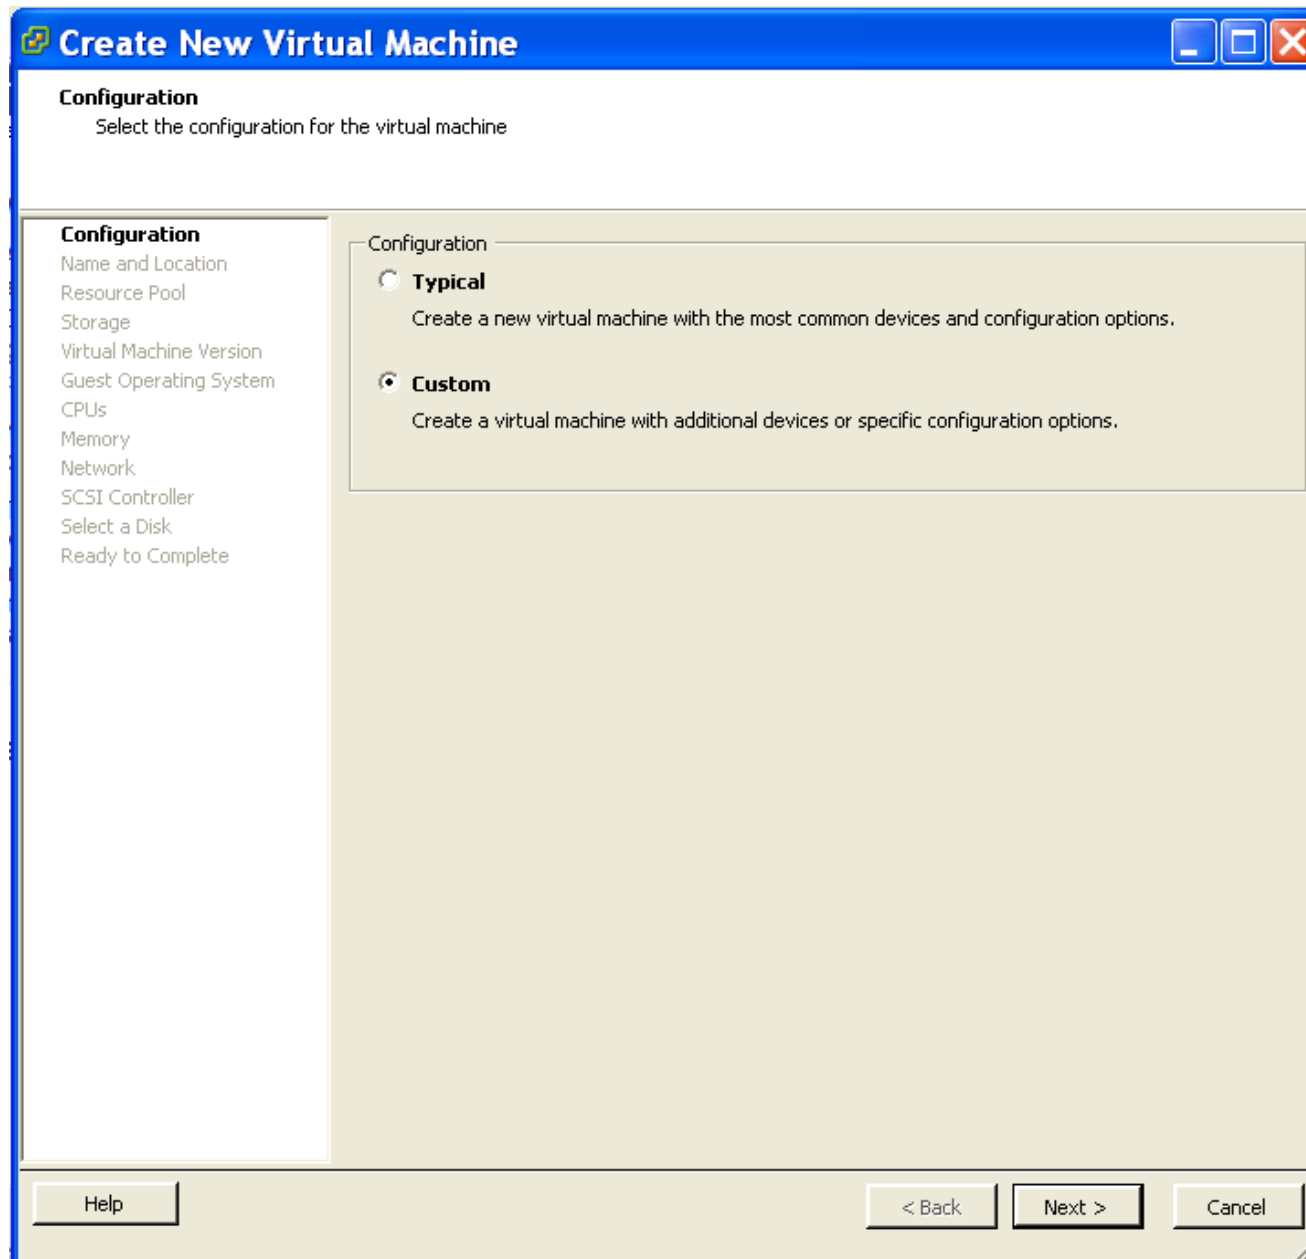 Create New Virtual Machine
Configuration
Select the configuration for the virtual machine
Configuration
Name and Location
Resource Pool
Storage
Virtual Machine Version
Guest Operating System
CPUs
Memory
Network
SCSI Controller
Select a Disk
Ready to Complete
Configuration
Typical
Create a new virtual machine with the most common devices and configuration options.
Custom
Create a virtual machine with additional devices or specific configuration options.
Help
< Back
Next >
Cancel